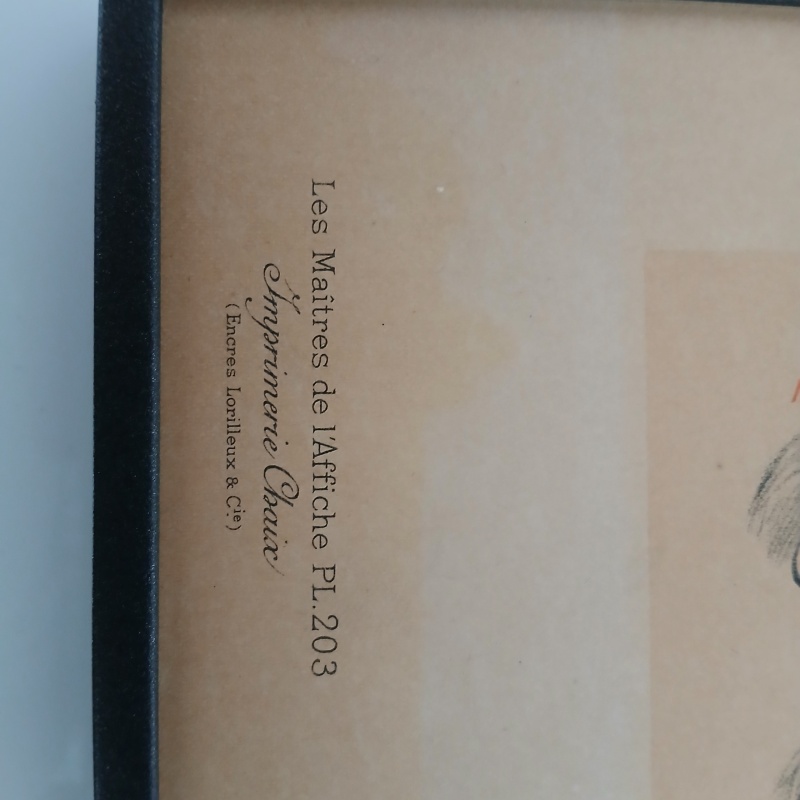 Les Maîtres de l'Affiche PL.203
Imprimerie Chaix
(Encres Lorilleux & Cie.)